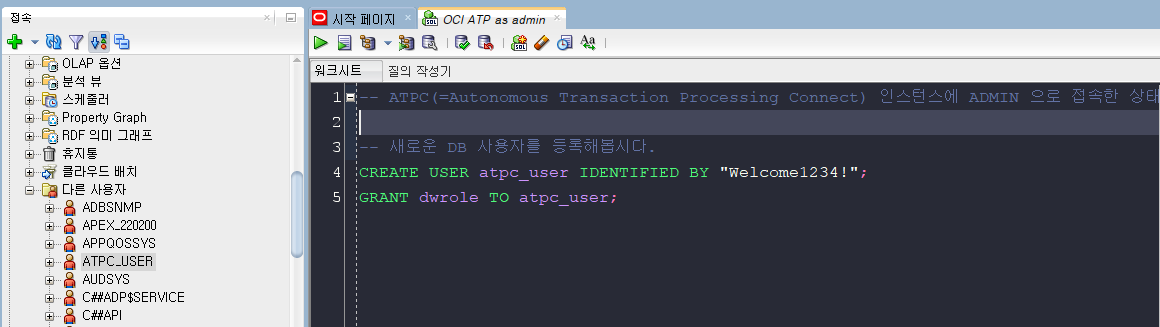 접속
시작 페이지
OCI ATP as admin
워크시트
질의 작성기
OLAP 옵션
분석 뷰
스케줄러
Property Graph
RDF 의미 그래프
휴지통
클라우드 배치
다른 사용자
ADBSNMP
APEX_220200
APPQOSSYS
ATPC_USER
AUDSYS
C##ADP$SERVICE
C##API
1 -- ATPC(=Autonomous Transaction Processing Connect) 인스턴스에 ADMIN 으로 접속한 상태
2
3 -- 새로운 DB 사용자를 등록해봅시다.
4 CREATE USER atpc_user IDENTIFIED BY "Welcome1234!";
5 GRANT dwrole TO atpc_user;